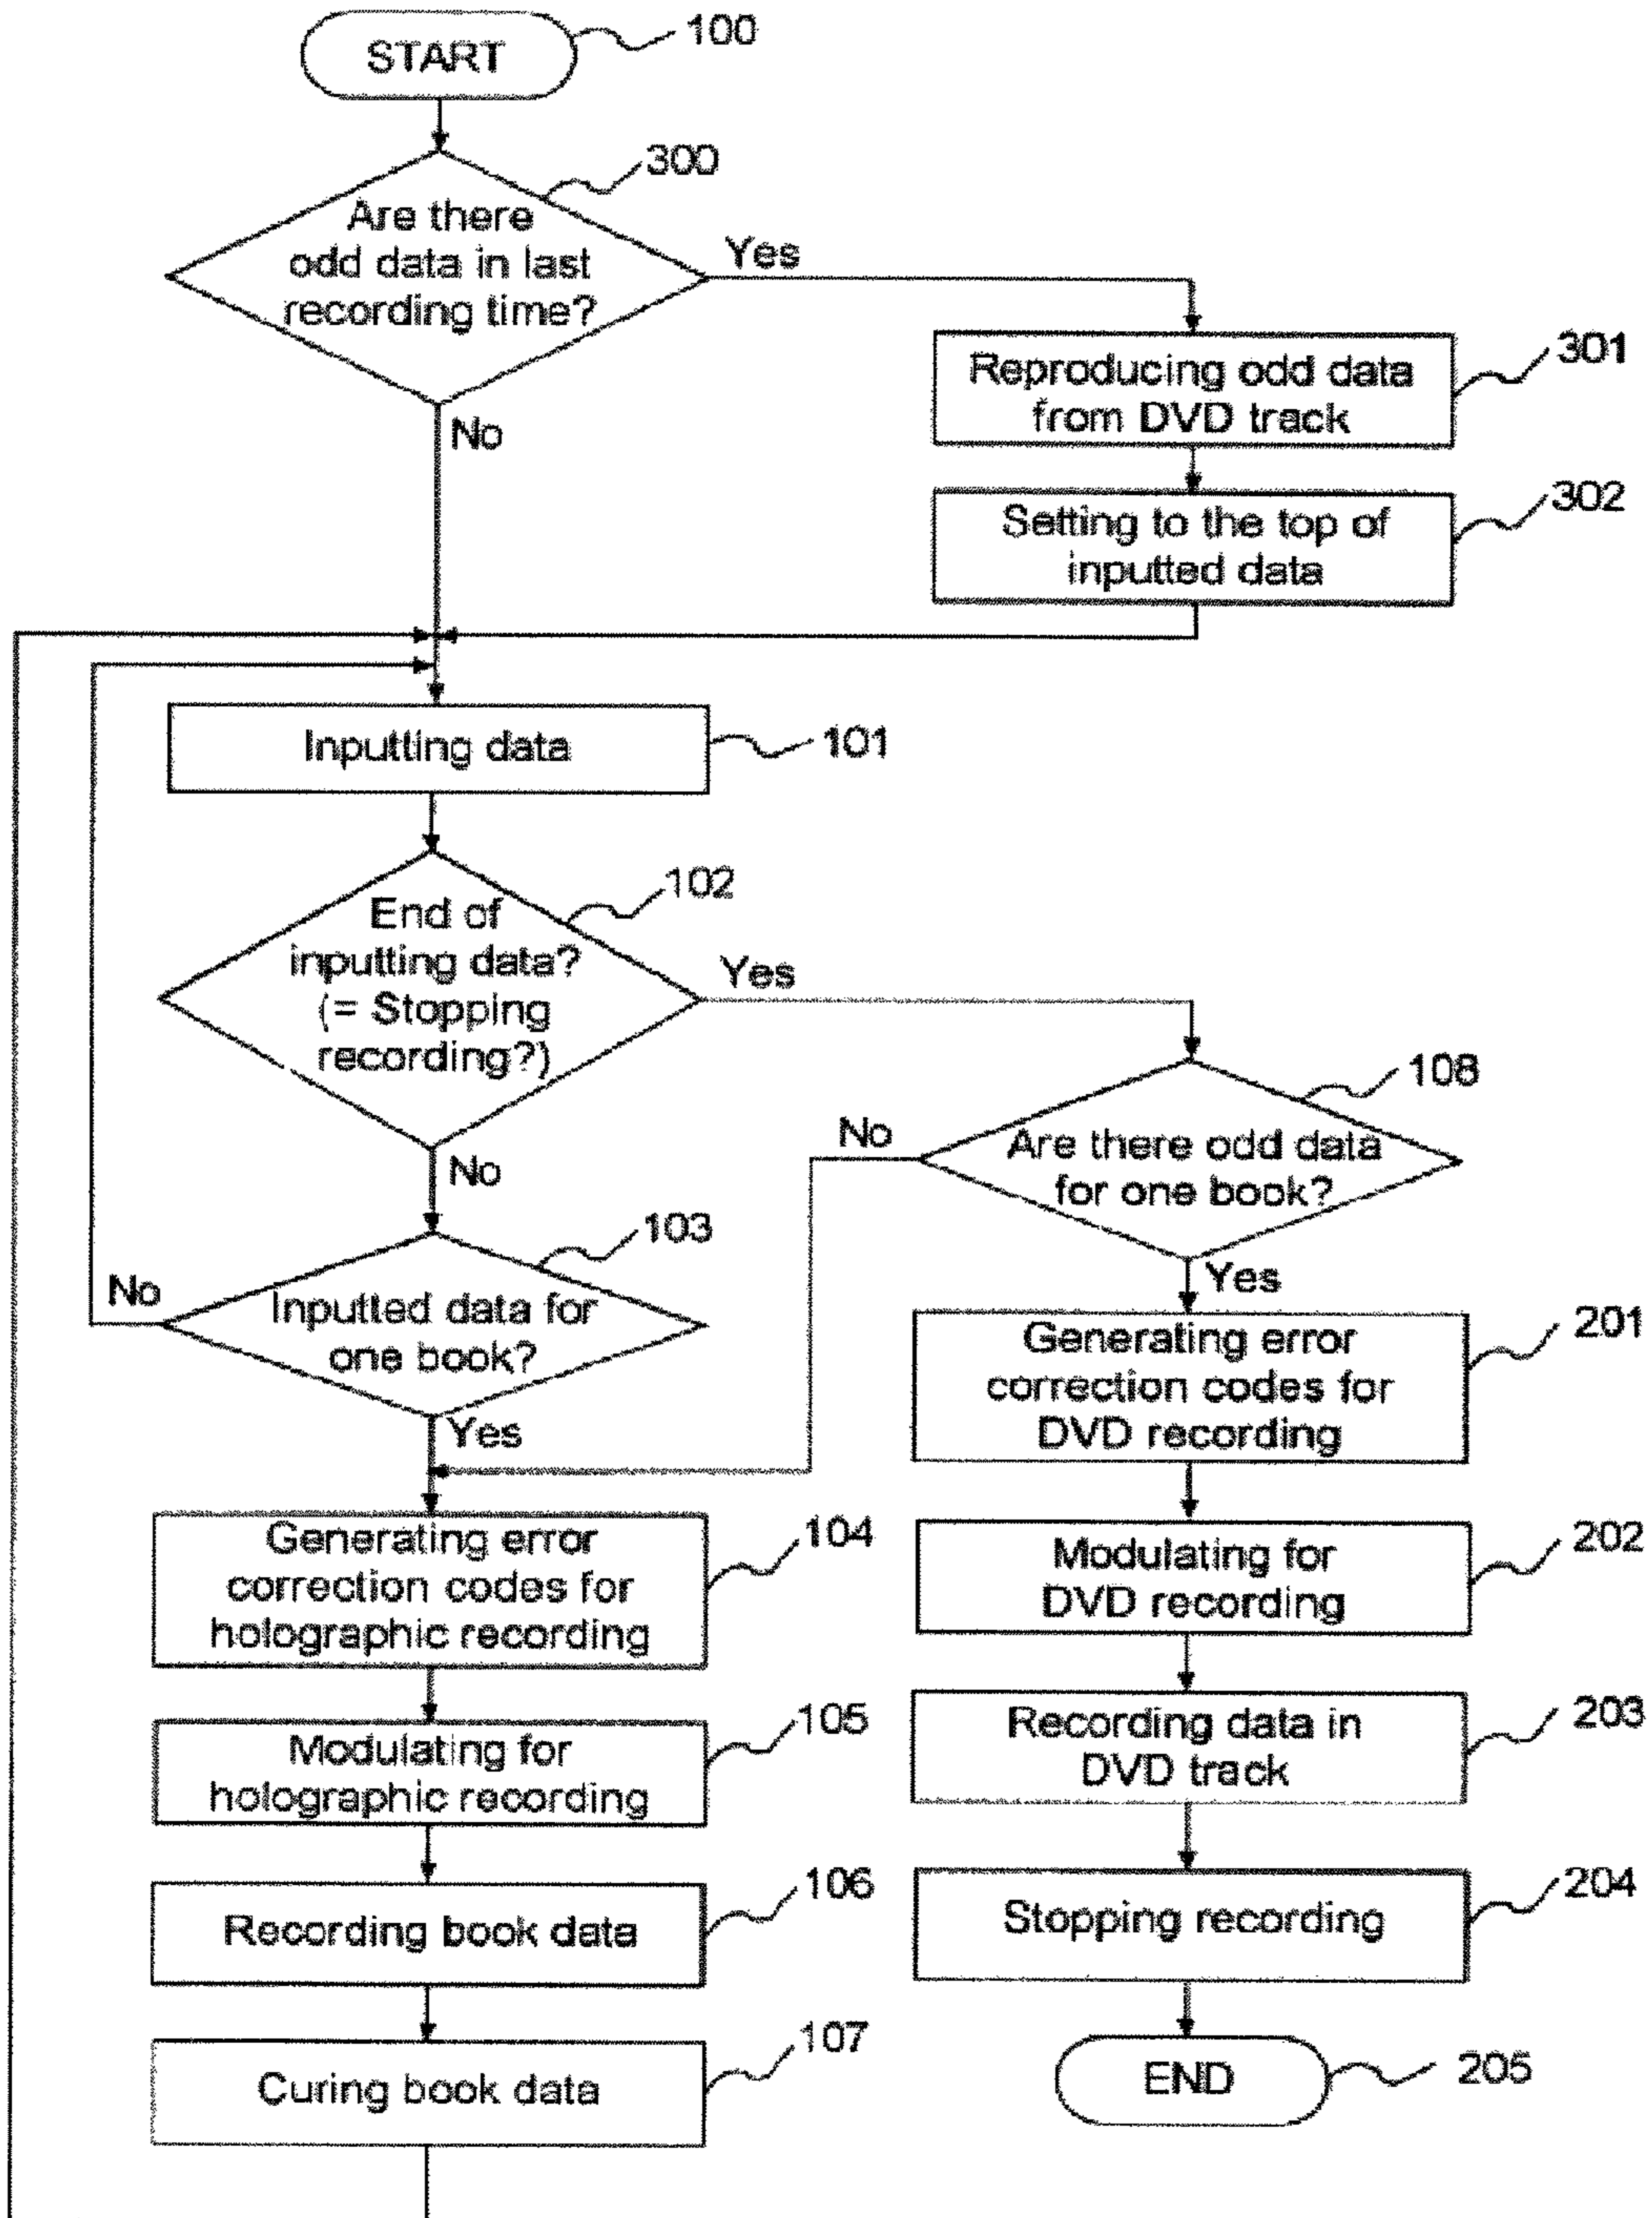 START
100
300
Are there
odd data in last
recording time?
Yes
No
301
Reproducing odd data
from DVD track
302
Setting to the top of
inputted data
Inputting data
101
102
End of
inputting data?
(= Stopping
recording?)
Yes
No
108
Are there odd data
for one book?
No
Yes
103
Inputted data for
one book?
No
Yes
201
Generating error
correction codes for
DVD recording
104
Generating error
correction codes for
holographic recording
202
Modulating for
DVD recording
105
Modulating for
holographic recording
203
Recording data in
DVD track
106
Recording book data
204
Stopping recording
107
Curing book data
END
205